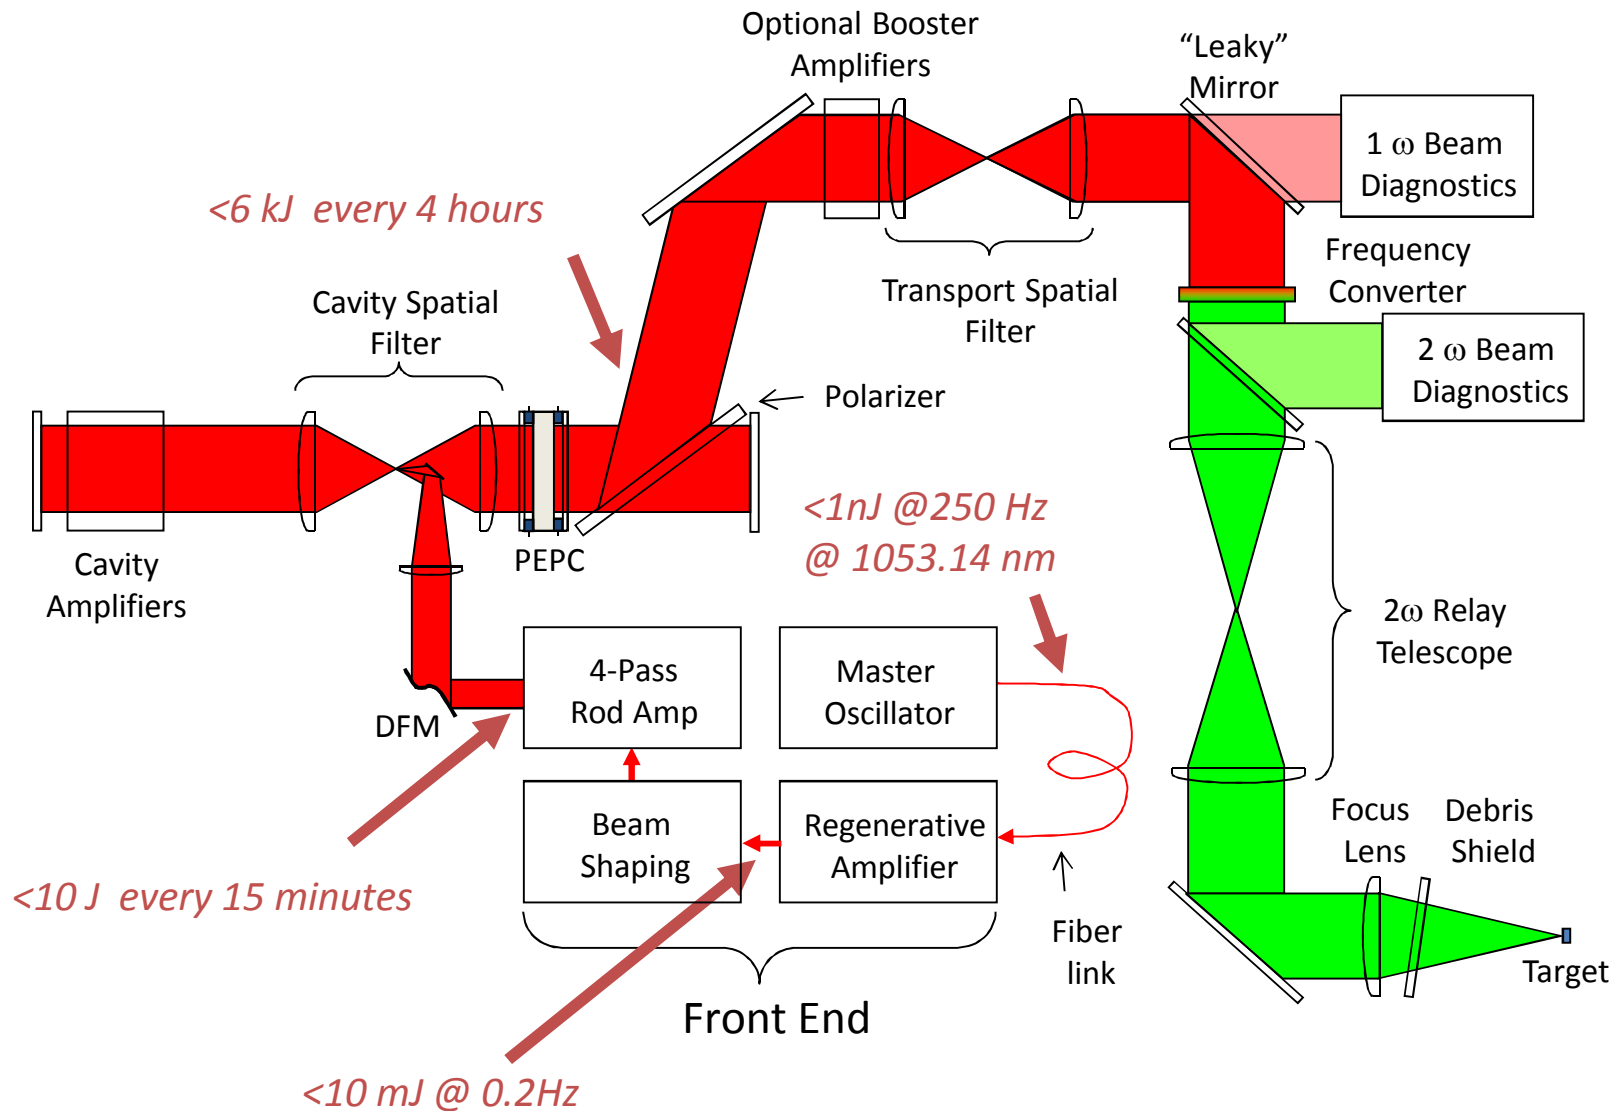 Optional Booster
Amplifiers
“Leaky”
Mirror
1 ω Beam
Diagnostics
<6 kJ  every 4 hours
Cavity Spatial
Filter
Transport Spatial
Filter
Frequency
Converter
2 ω Beam
Diagnostics
Polarizer
<1nJ @250 Hz
@ 1053.14 nm
Cavity
Amplifiers
PEPC
2ω Relay
Telescope
4-Pass
Rod Amp
Master
Oscillator
DFM
Beam
Shaping
Regenerative
Amplifier
Focus
Lens
Debris
Shield
<10 J  every 15 minutes
Fiber
link
Target
Front End
<10 mJ @ 0.2Hz